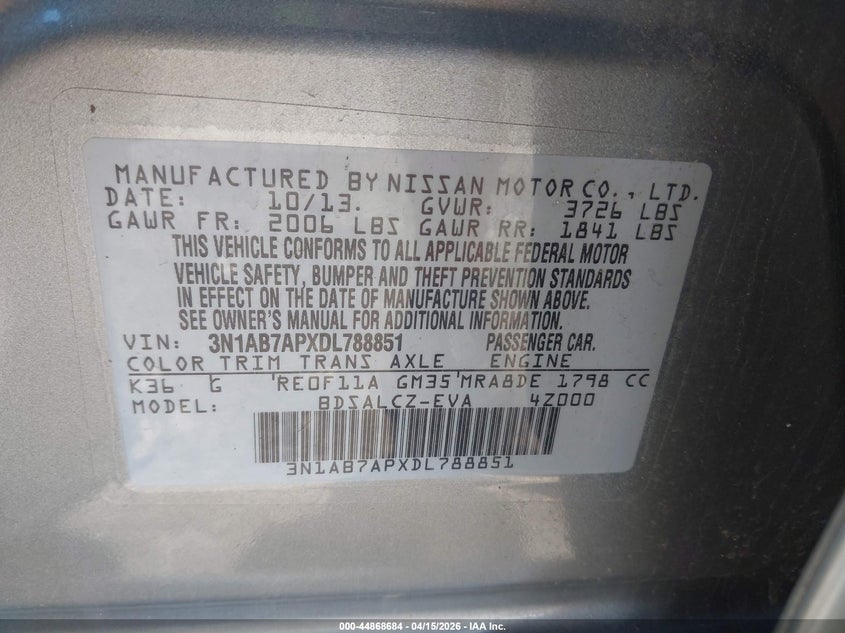 MANUFACTURED BY NISSAN MOTOR CO., LTD.
DATE: 10/13. GVWR: 3726 LBS
GAWR FR: 2006 LBS GAWR RR: 1841 LBS
THIS VEHICLE CONFORMS TO ALL APPLICABLE FEDERAL MOTOR
VEHICLE SAFETY, BUMPER AND THEFT PREVENTION STANDARDS
IN EFFECT ON THE DATE OF MANUFACTURE SHOWN ABOVE.
SEE OWNER'S MANUAL FOR ADDITIONAL INFORMATION.
VIN: 3N1AB7APXDL788851 PASSENGER CAR.
COLOR TRIM TRANS AXLE ENGINE
K36 G 'RE0F11A GM35'MRA8DE 1798 CC
MODEL: BDSALCZ-EVA 4Z000
3N1AB7APXDL788851
000-44868684 - 04/15/2026 - © IAA Inc.